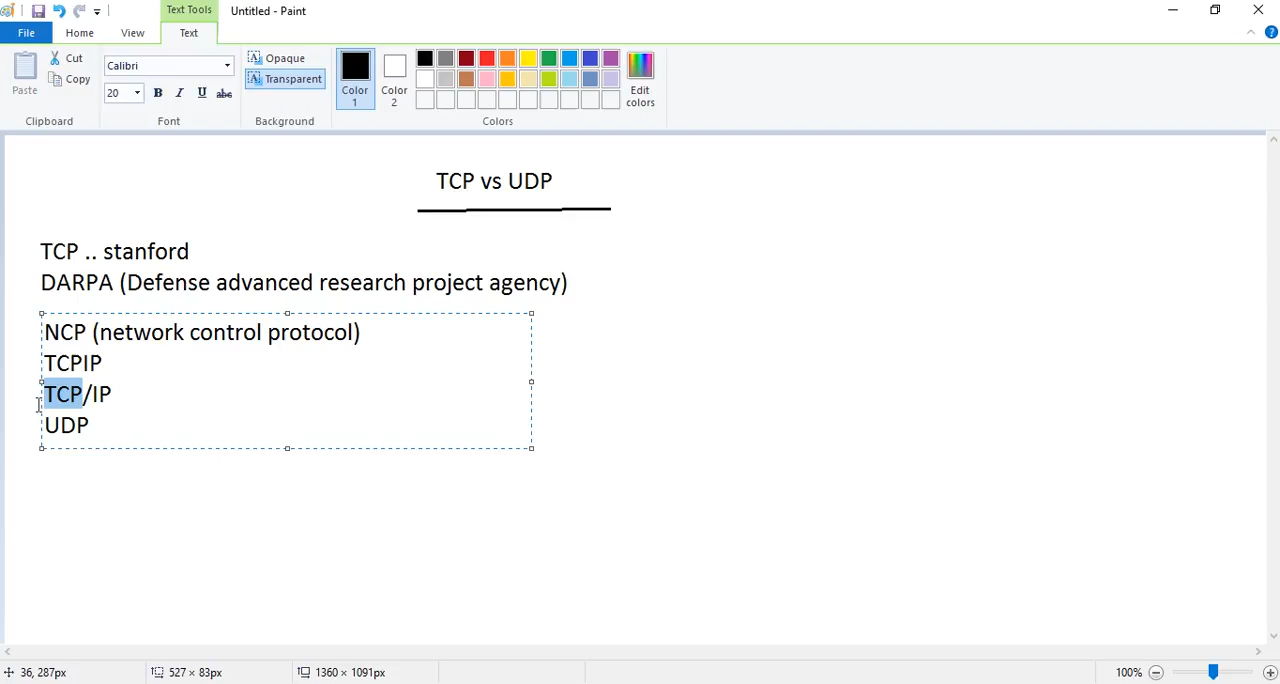 Text Tools
Untitled - Paint
File
Home
View
Text
Paste
Cut
Copy
Clipboard
Calibri
20
B I U abc
Font
Opaque
Transparent
Background
Color 1
Color 2
Edit colors
Colors
TCP vs UDP
TCP .. stanford
DARPA (Defense advanced research project agency)
NCP (network control protocol)
TCPIP
TCP/IP
UDP
36, 287px
527 × 83px
1360 × 1091px
100%